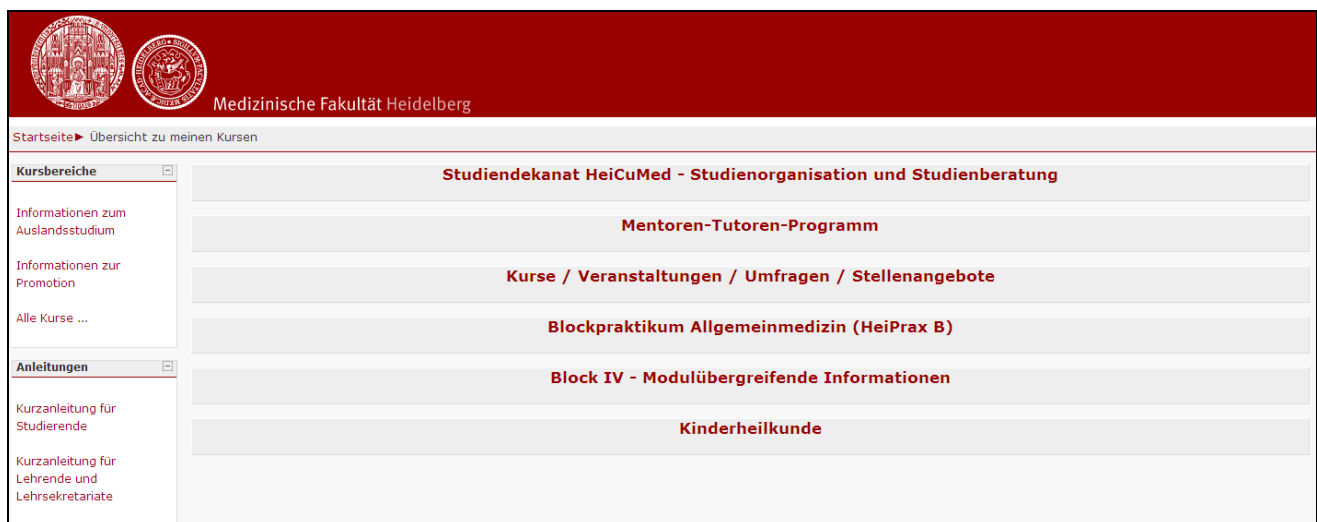 Medizinische Fakultät Heidelberg
Startseite► Übersicht zu meinen Kursen
Kursbereiche
Informationen zum
Auslandsstudium
Informationen zur
Promotion
Alle Kurse ...
Anleitungen
Kurzanleitung für
Studierende
Kurzanleitung für
Lehrende und
Lehrsekretariate
Studiendekanat HeiCuMed - Studienorganisation und Studienberatung
Mentoren-Tutoren-Programm
Kurse / Veranstaltungen / Umfragen / Stellenangebote
Blockpraktikum Allgemeinmedizin (HeiPrax B)
Block IV - Modulübergreifende Informationen
Kinderheilkunde